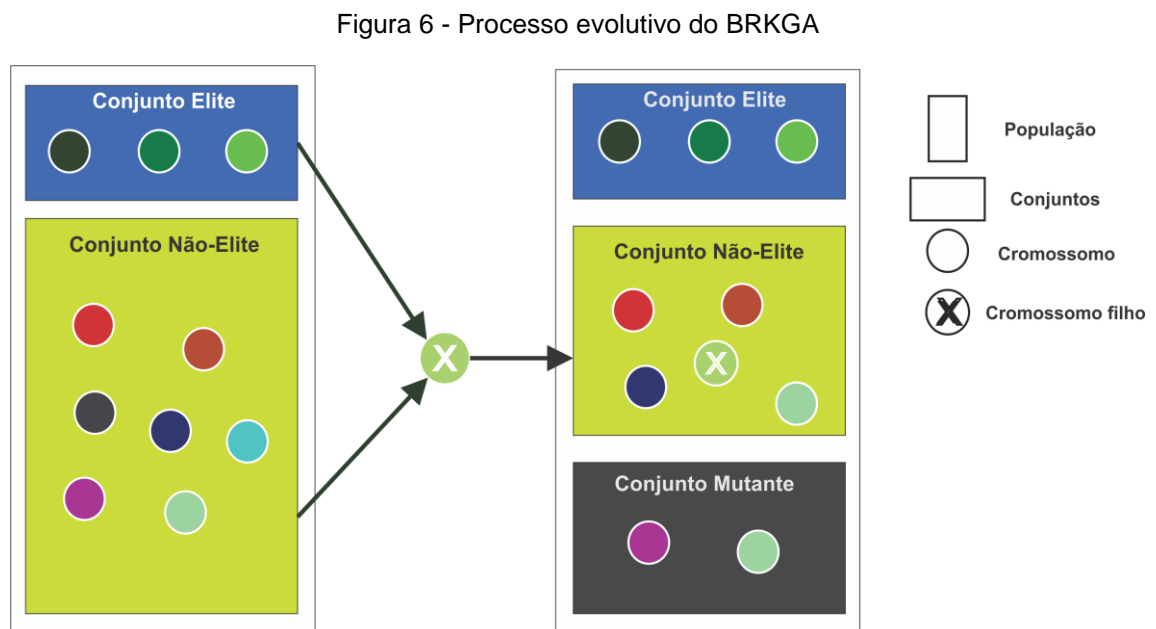 Figura 6 - Processo evolutivo do BRKGA
Conjunto Elite
Conjunto Não-Elite
X
Conjunto Elite
Conjunto Não-Elite
X
Conjunto Mutante
População
Conjuntos
Cromossomo
X
Cromossomo filho